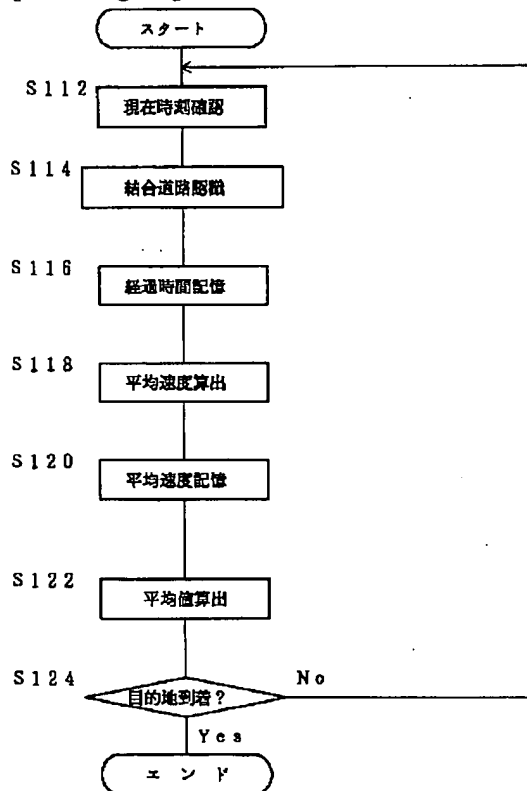 スタート
S112
現在時刻確認
S114
結合道路認識
S116
経過時間記憶
S118
平均速度算出
S120
平均速度記憶
S122
平均値算出
S124
目的地到着？
No
Yes
エンド